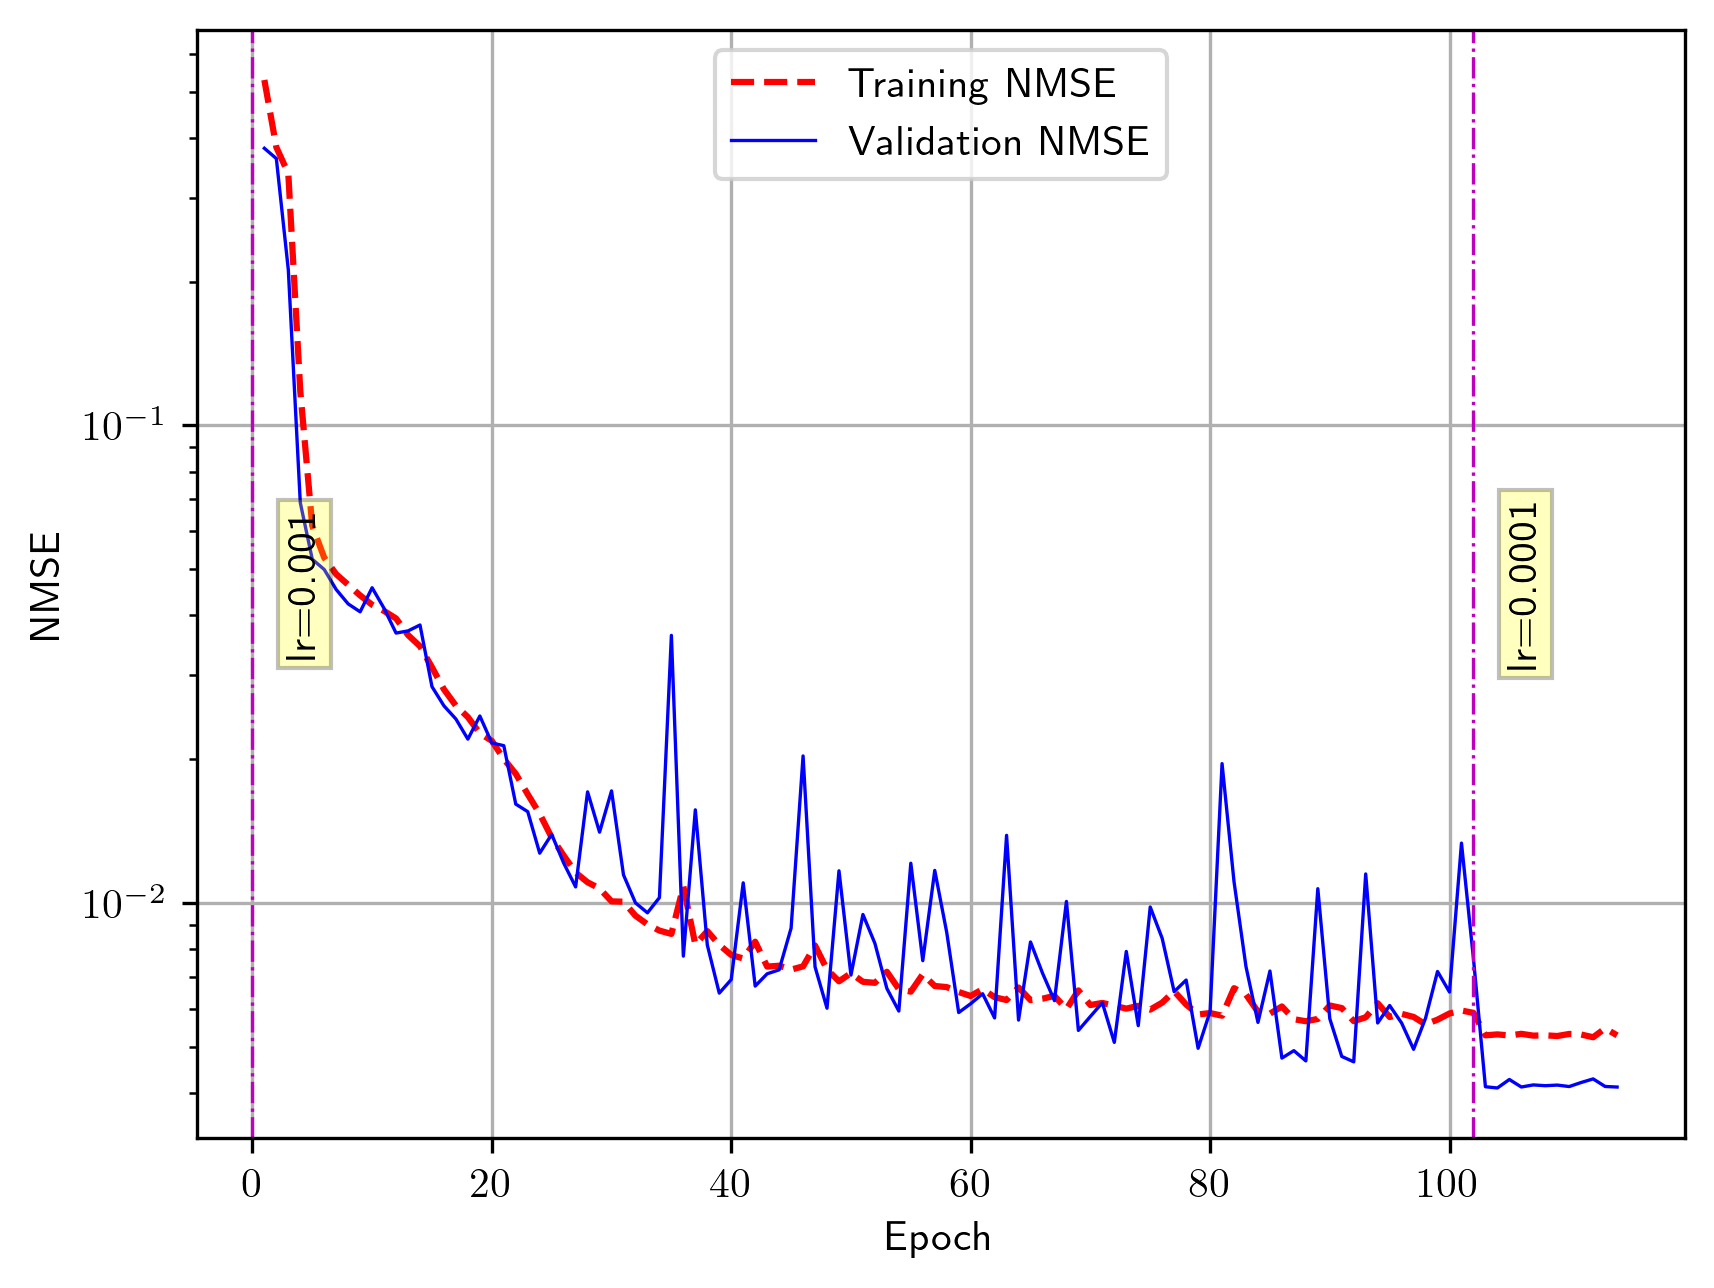 Training NMSE
Validation NMSE
10⁻¹
10⁻²
NMSE
lr=0.001
lr=0.0001
0 20 40 60 80 100
Epoch